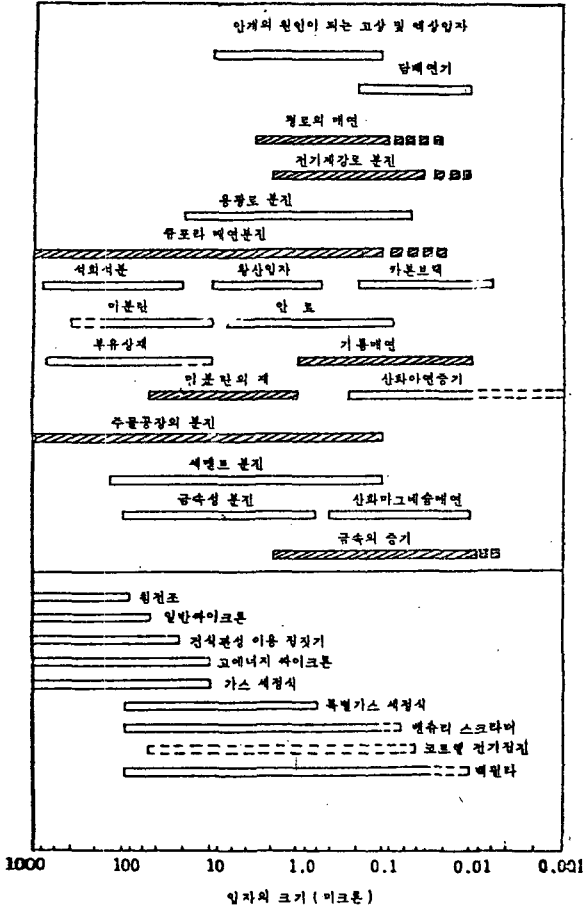 안개의 원인이 되는 고상 및 액상입자
담배연기
평로의 매연
전기제강로 분진
용광로 분진
큐포라 매연분진
석회석분 황산입자 카본브랙
미분탄 안 료
부유상재 기통매연
미분탄의 재 산화아연증기
주물공장의 분진
세멘트 분진
금속성 분진 산화마그네슘매연
금속의 증기
원전조
일반싸이크론
건식관성 이용 집짓기
고에너지 싸이크론
가스 세정식
특별가스 세정식
벤츄리 스크라버
코트렐 전기집진
백필타
1000 100 10 1.0 0.1 0.01 0.001
입자의 크기 ( 미크론 )